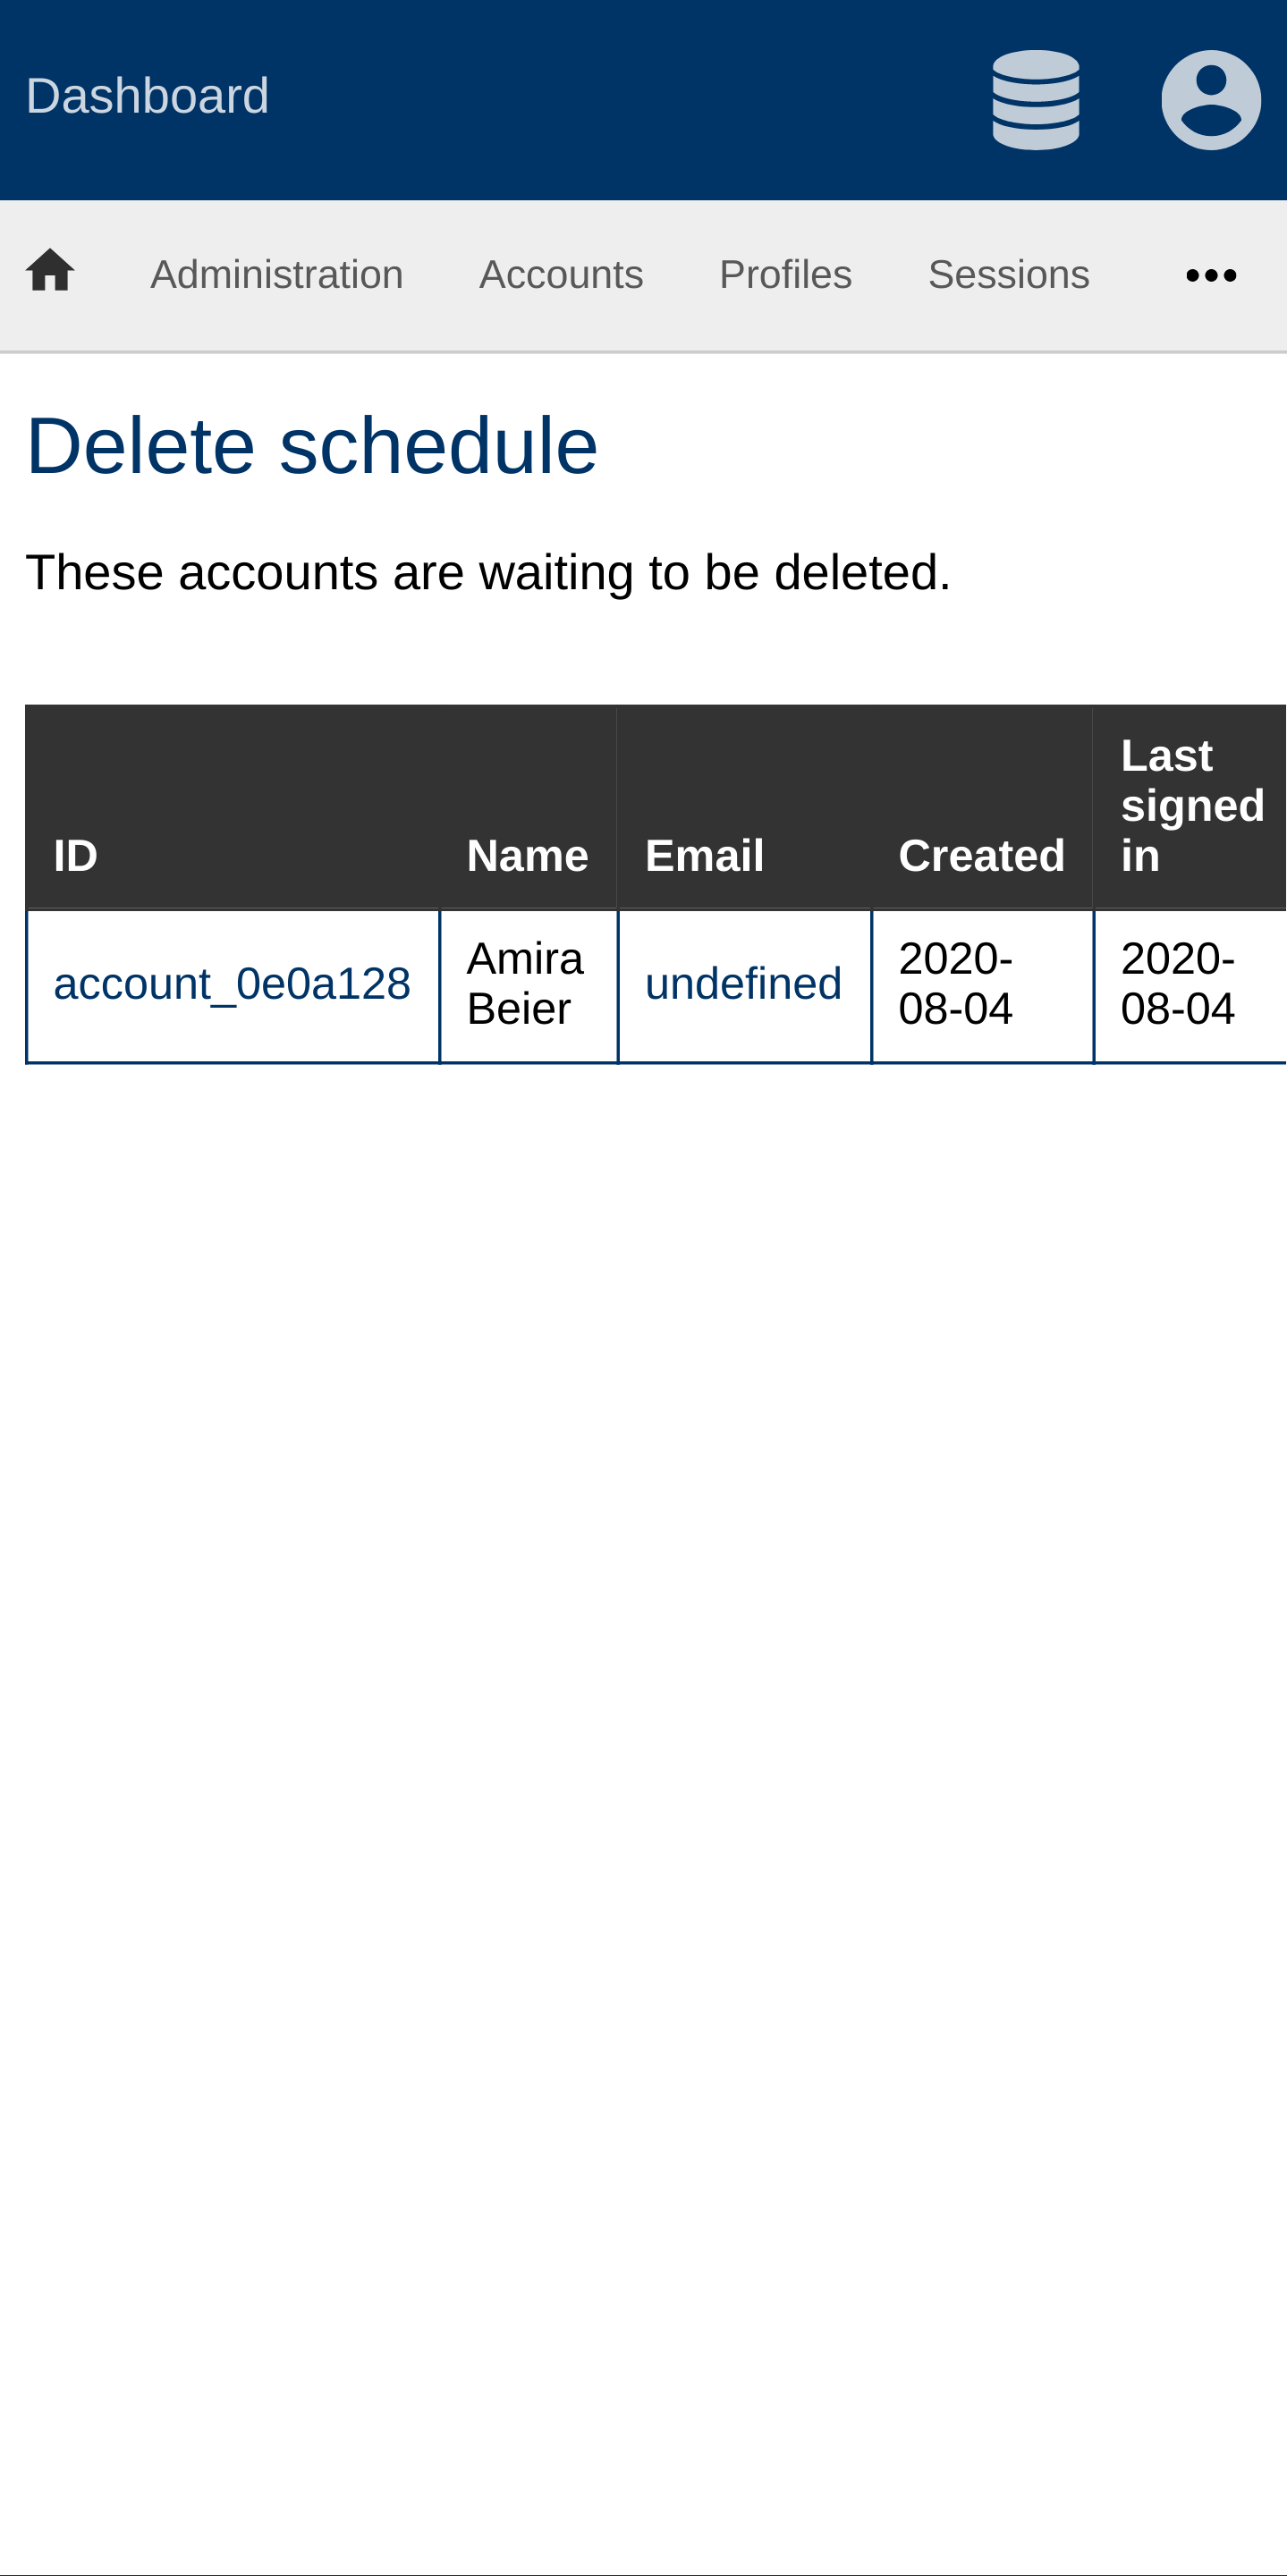 Dashboard
Administration Accounts Profiles Sessions
Delete schedule
These accounts are waiting to be deleted.
ID Name Email Created Last signed in
account_0e0a128 Amira Beier undefined 2020-08-04 2020-08-04